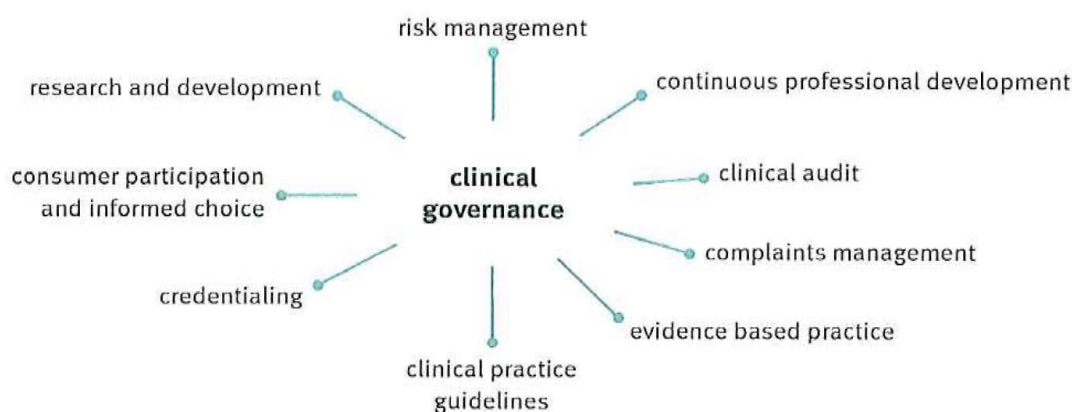 risk management
research and development
continuous professional development
consumer participation
and informed choice
clinical
governance
clinical audit
complaints management
credentialing
evidence based practice
clinical practice
guidelines